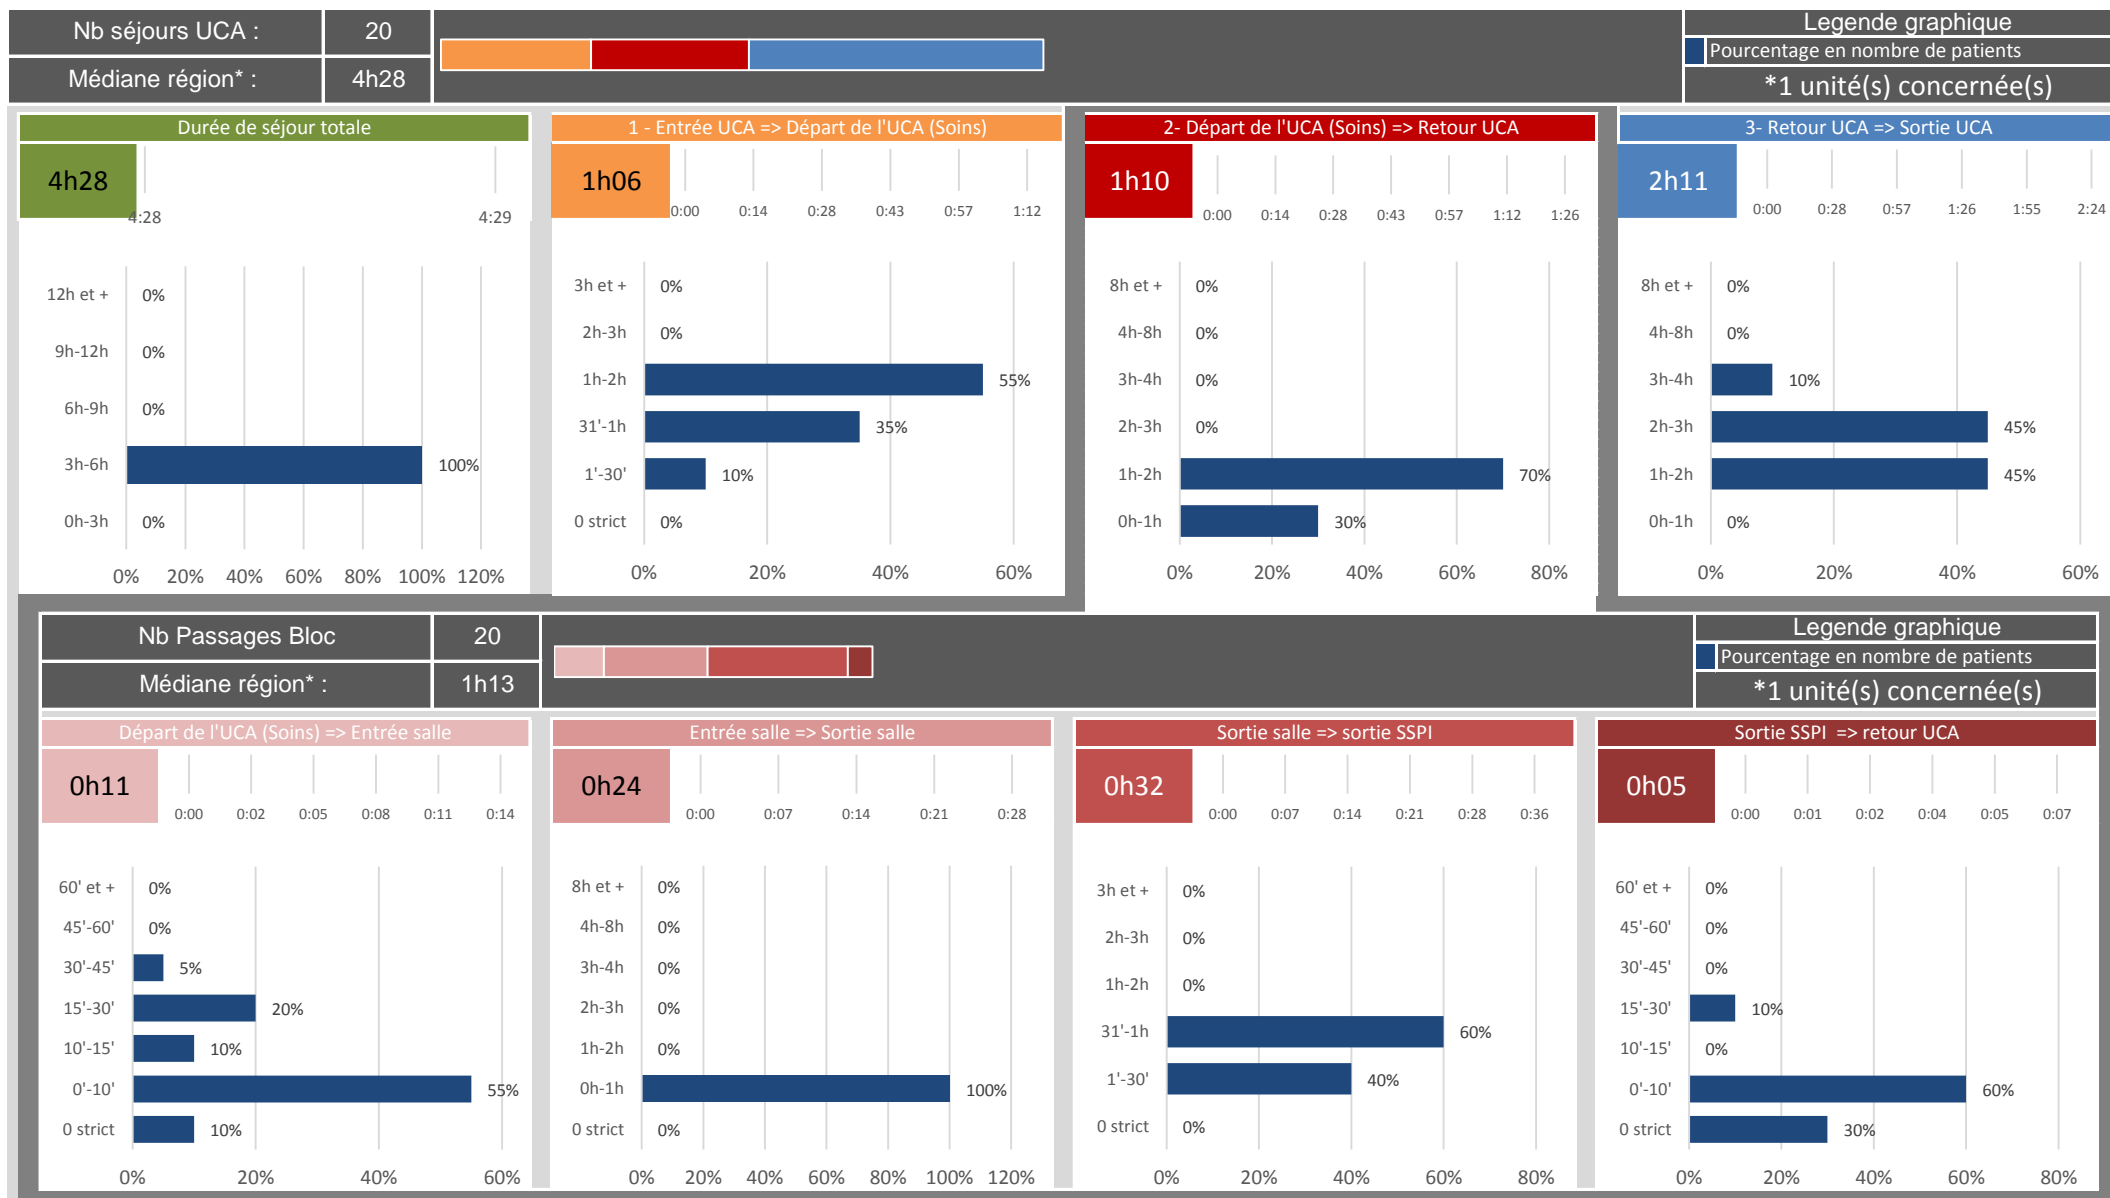 Nb séjours UCA : 20
Médiane région* : 4h28
Legende graphique
Pourcentage en nombre de patients
*1 unité(s) concernée(s)
Durée de séjour totale
4h28
4:28 4:29
12h et + 0%
9h-12h 0%
6h-9h 0%
3h-6h 100%
0h-3h 0%
0% 20% 40% 60% 80% 100% 120%
1 - Entrée UCA => Départ de l'UCA (Soins)
1h06
0:00 0:14 0:28 0:43 0:57 1:12
3h et + 0%
2h-3h 0%
1h-2h 55%
31'-1h 35%
1'-30' 10%
0 strict 0%
0% 20% 40% 60%
2- Départ de l'UCA (Soins) => Retour UCA
1h10
0:00 0:14 0:28 0:43 0:57 1:12 1:26
8h et + 0%
4h-8h 0%
3h-4h 0%
2h-3h 0%
1h-2h 70%
0h-1h 30%
0% 20% 40% 60% 80%
3- Retour UCA => Sortie UCA
2h11
0:00 0:28 0:57 1:26 1:55 2:24
8h et + 0%
4h-8h 0%
3h-4h 10%
2h-3h 45%
1h-2h 45%
0h-1h 0%
0% 20% 40% 60%
Nb Passages Bloc 20
Médiane région* : 1h13
Legende graphique
Pourcentage en nombre de patients
*1 unité(s) concernée(s)
Départ de l'UCA (Soins) => Entrée salle
0h11
0:00 0:02 0:05 0:08 0:11 0:14
60' et + 0%
45'-60' 0%
30'-45' 5%
15'-30' 20%
10'-15' 10%
0'-10' 55%
0 strict 10%
0% 20% 40% 60%
Entrée salle => Sortie salle
0h24
0:00 0:07 0:14 0:21 0:28
8h et + 0%
4h-8h 0%
3h-4h 0%
2h-3h 0%
1h-2h 0%
0h-1h 100%
0 strict 0%
0% 20% 40% 60% 80% 100% 120%
Sortie salle => sortie SSPI
0h32
0:00 0:07 0:14 0:21 0:28 0:36
3h et + 0%
2h-3h 0%
1h-2h 0%
31'-1h 60%
1'-30' 40%
0 strict 0%
0% 20% 40% 60% 80%
Sortie SSPI => retour UCA
0h05
0:00 0:01 0:02 0:04 0:05 0:07
60' et + 0%
45'-60' 0%
30'-45' 0%
15'-30' 10%
10'-15' 0%
0'-10' 60%
0 strict 30%
0% 20% 40% 60% 80%